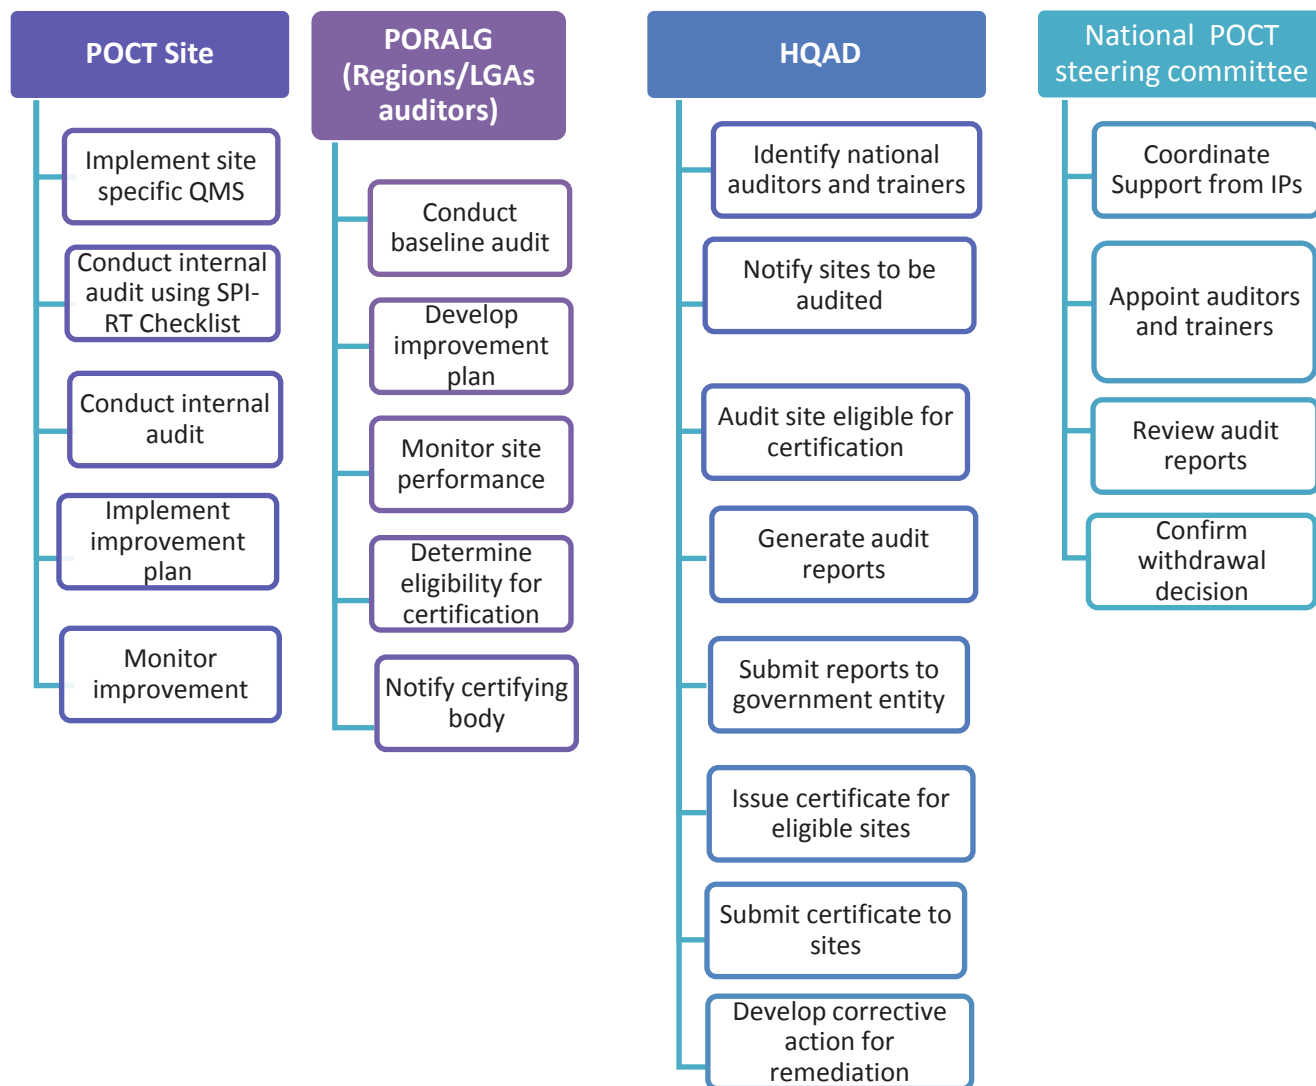 POCT Site
Implement site
specific QMS
Conduct internal
audit using SPI-
RT Checklist
Conduct internal
audit
Implement
improvement
plan
Monitor
improvement
PORALG
(Regions/LGAs
auditors)
Conduct
baseline audit
Develop
improvement
plan
Monitor site
performance
Determine
eligibility for
certification
Notify certifying
body
HQAD
Identify national
auditors and trainers
Notify sites to be
audited
Audit site eligible for
certification
Generate audit
reports
Submit reports to
government entity
Issue certificate for
eligible sites
Submit certificate to
sites
Develop corrective
action for
remediation
National POCT
steering committee
Coordinate
Support from IPs
Appoint auditors
and trainers
Review audit
reports
Confirm
withdrawal
decision